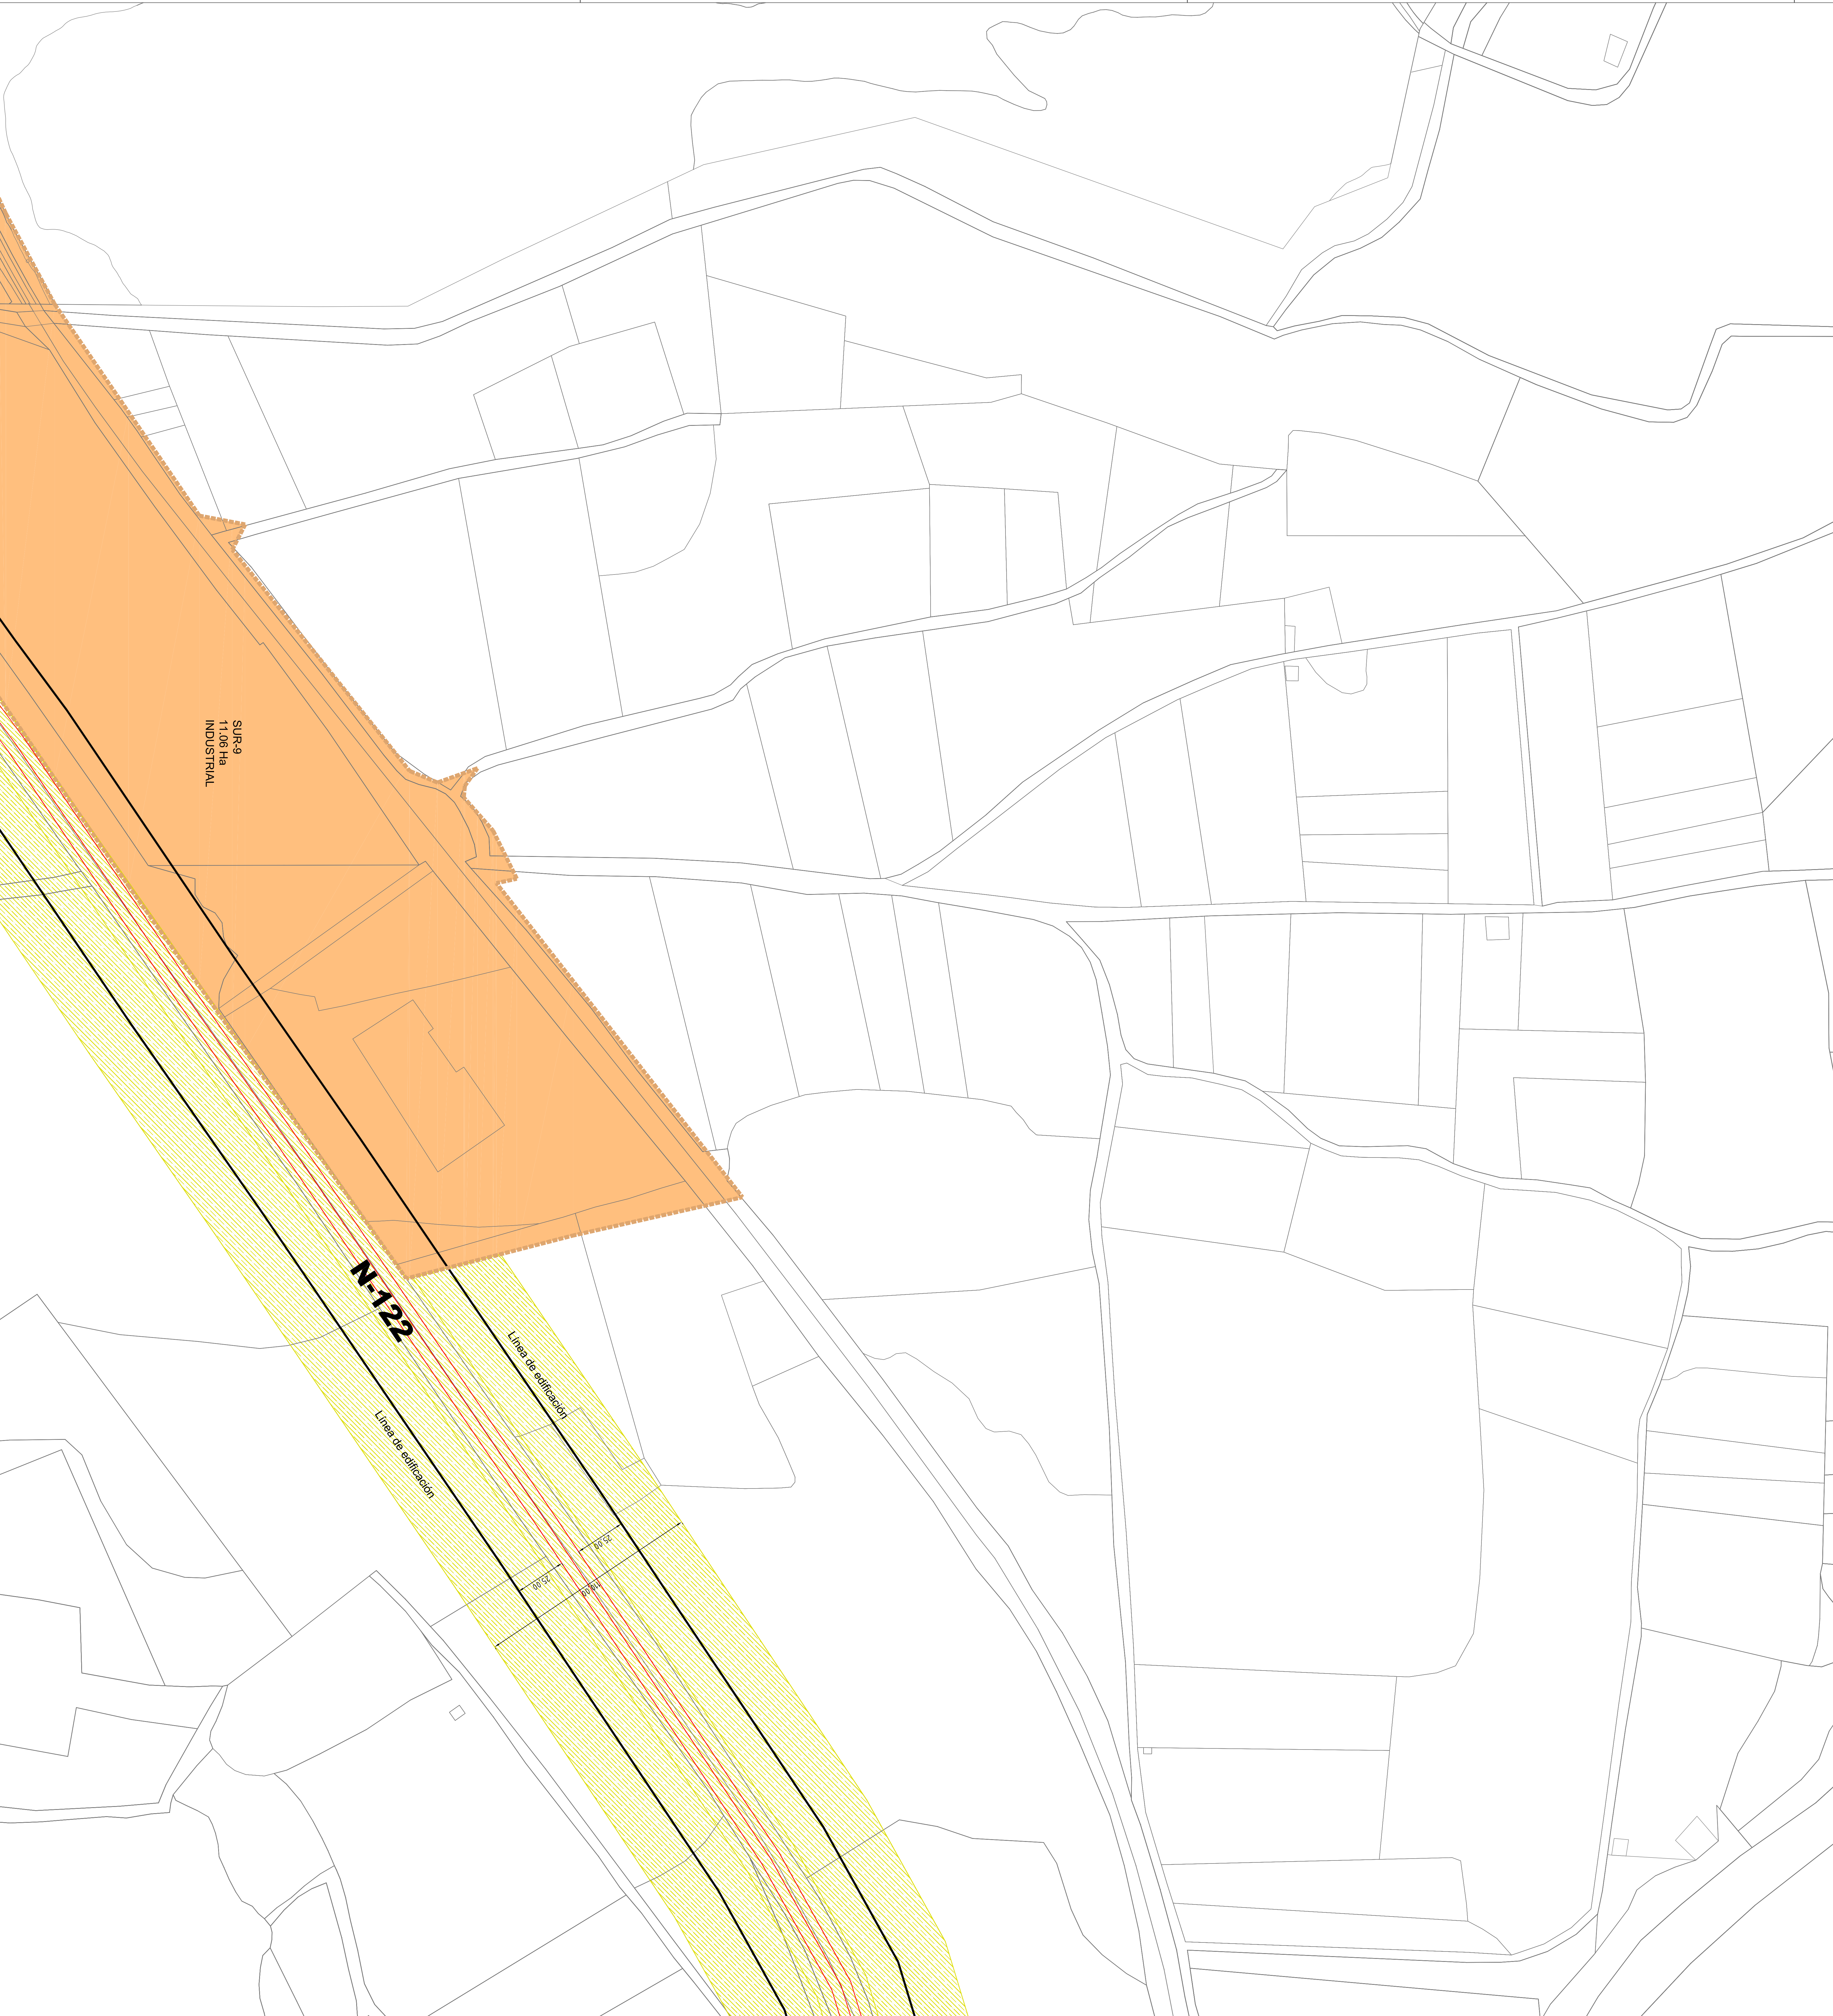 SUR-9
11.06 Ha
INDUSTRIAL
N-122
Línea de edificación
Línea de edificación
25.00
25.00